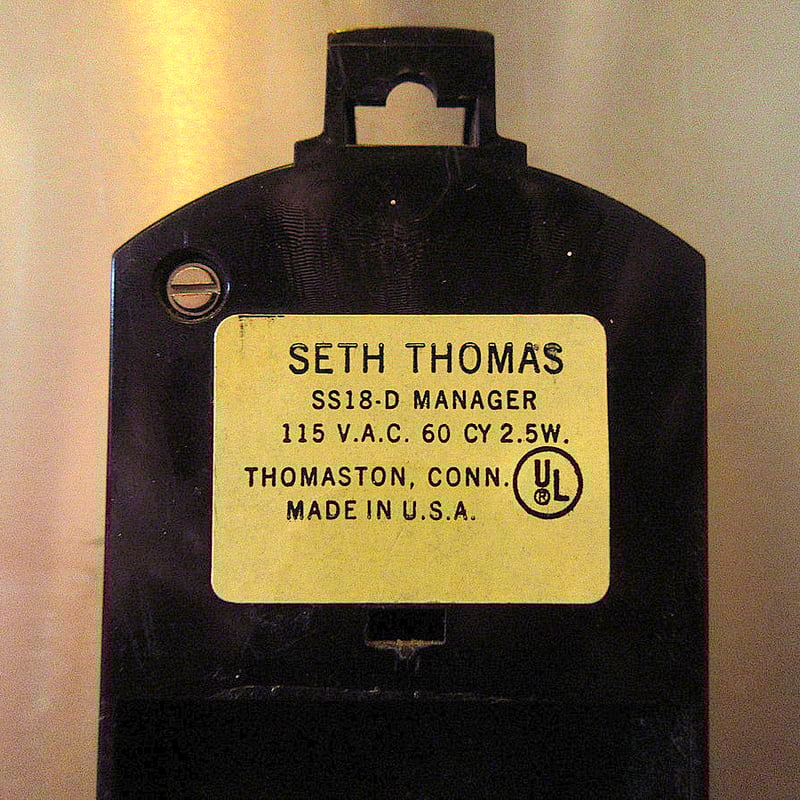 SETH THOMAS
SS18-D MANAGER
115 V.A.C. 60 CY 2.5W.
THOMASTON, CONN.
UL
®
MADE IN U.S.A.